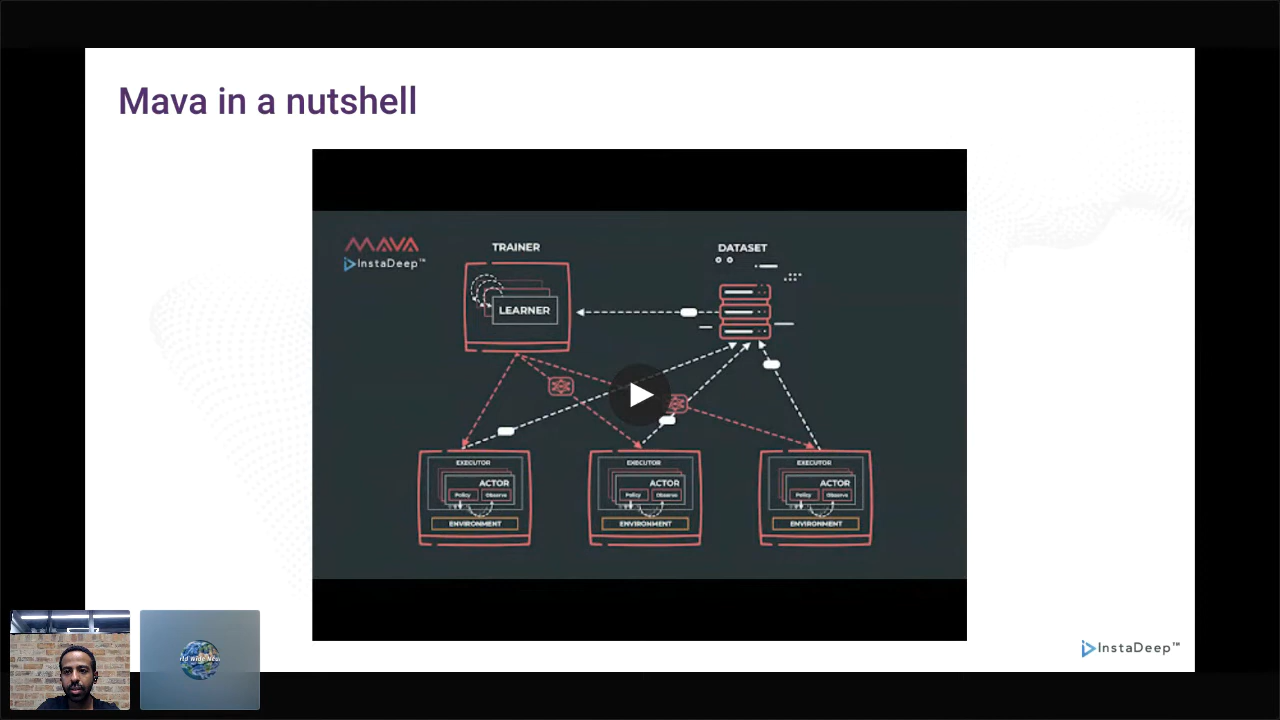 Mava in a nutshell
MAVA
InstaDeep™
TRAINER
DATASET
LEARNER
EXECUTOR
ACTOR
Policy
Observe
ENVIRONMENT
EXECUTOR
ACTOR
Policy
Observe
ENVIRONMENT
EXECUTOR
ACTOR
Policy
Observe
ENVIRONMENT
InstaDeep™